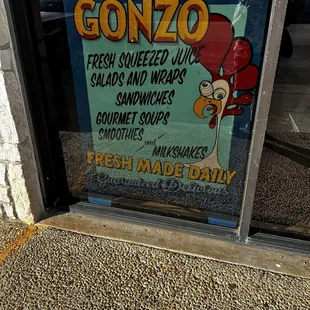 GONZO
FRESH SQUEEZED JUICE
SALADS AND WRAPS
SANDWICHES
GOURMET SOUPS
SMOOTHIES
and
MILKSHAKES
FRESH MADE DAILY
Guaranteed Delicious